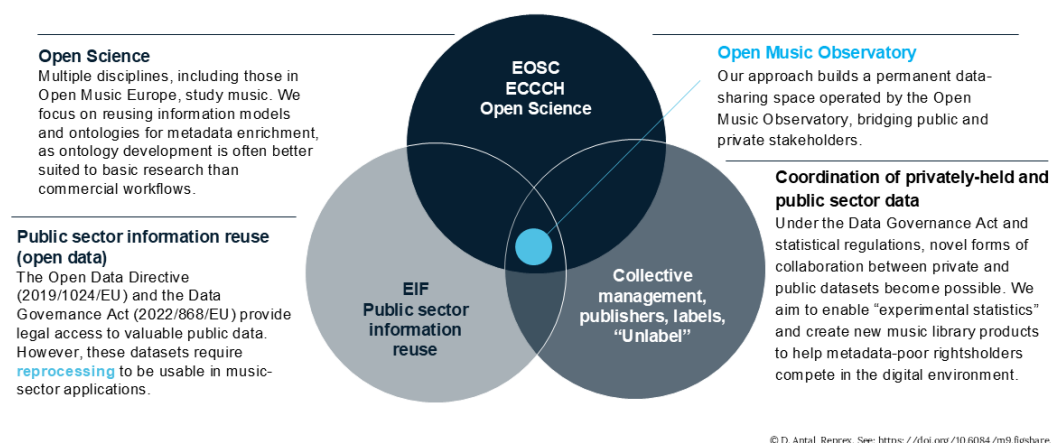 Open Science
Multiple disciplines, including those in
Open Music Europe, study music. We
focus on reusing information models
and ontologies for metadata enrichment,
as ontology development is often better
suited to basic research than
commercial workflows.
Public sector information reuse
(open data)
The Open Data Directive
(2019/1024/EU) and the Data
Governance Act (2022/868/EU) provide
legal access to valuable public data.
However, these datasets require
reprocessing to be usable in music-
sector applications.
EOSC
ECCCH
Open Science
EIF
Public sector
information
reuse
Collective
management,
publishers, labels,
“Unlabel”
Open Music Observatory
Our approach builds a permanent data-
sharing space operated by the Open
Music Observatory, bridging public and
private stakeholders.
Coordination of privately-held and
public sector data
Under the Data Governance Act and
statistical regulations, novel forms of
collaboration between private and
public datasets become possible. We
aim to enable “experimental statistics”
and create new music library products
to help metadata-poor rightsholders
compete in the digital environment.
© D. Antal, Reprex. See: https://doi.org/10.6084/m9.figshare.